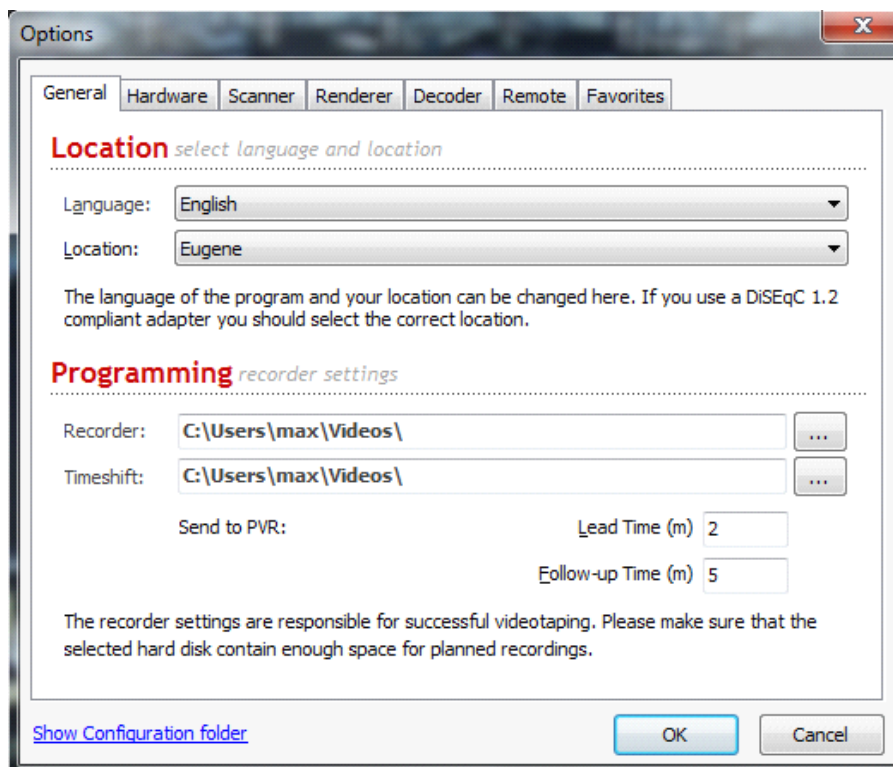 Options
General Hardware Scanner Renderer Decoder Remote Favorites
Location select language and location
Language: English
Location: Eugene
The language of the program and your location can be changed here. If you use a DiSEqC 1.2
compliant adapter you should select the correct location.
Programming recorder settings
Recorder: C:\Users\max\Videos\ ...
Timeshift: C:\Users\max\Videos\ ...
Send to PVR: Lead Time (m) 2
Follow-up Time (m) 5
The recorder settings are responsible for successful videotaping. Please make sure that the
selected hard disk contain enough space for planned recordings.
Show Configuration folder OK Cancel